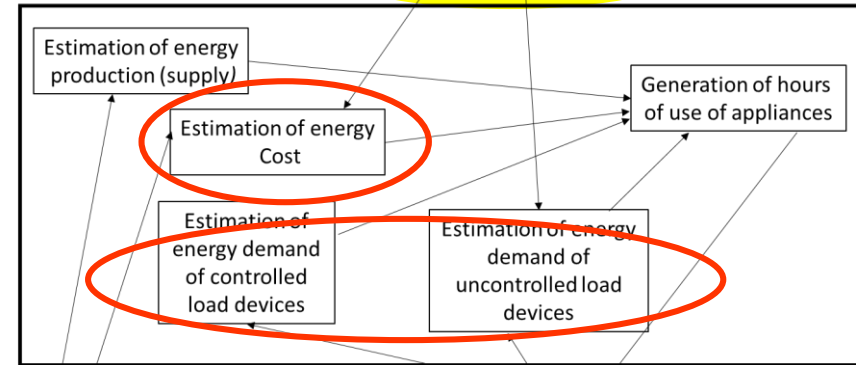 Estimation of energy
production (supply)
Generation of hours
of use of appliances
Estimation of energy
Cost
Estimation of
energy demand
of controlled
load devices
Estimation of energy
demand of
uncontrolled load
devices